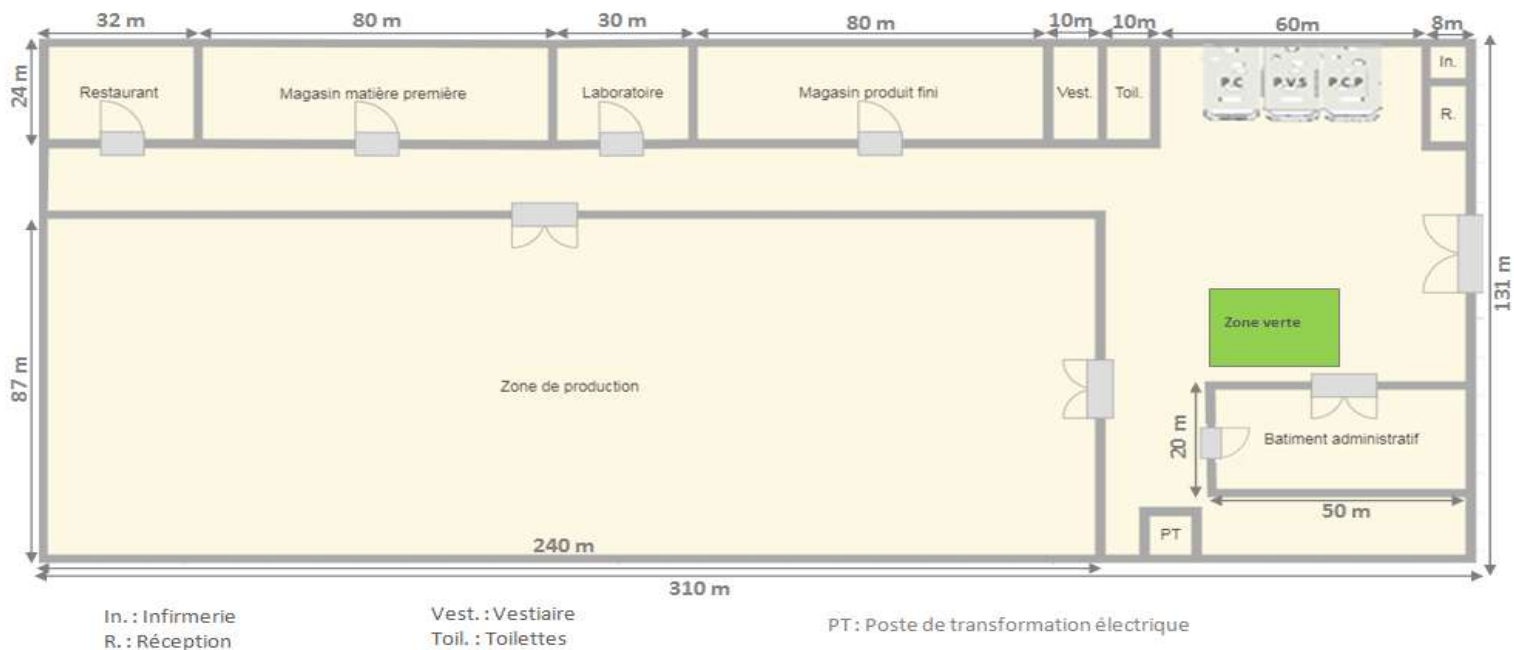 32 m 80 m 30 m 80 m 10m 10m 60m 8m
24 m
Restaurant
Magasin matière première
Laboratoire
Magasin produit fini
Vest.
Toil.
P.C
P.V.S
P.C.P
In.
R.
131 m
87 m
Zone de production
Zone verte
20 m
Batiment administratif
50 m
PT
240 m
310 m
In. : Infirmerie
R. : Réception
Vest. : Vestiaire
Toil. : Toilettes
PT : Poste de transformation électrique